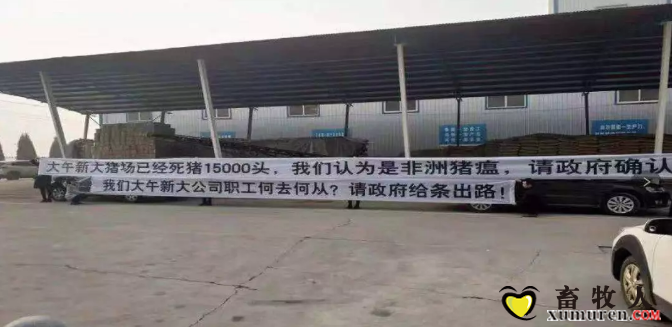 大午新大猪场已经死猪15000头，我们认为是非洲猪瘟，请政府确认
我们大午新大公司职工何去何从？请政府给条出路！
畜牧人
xumuren.COM